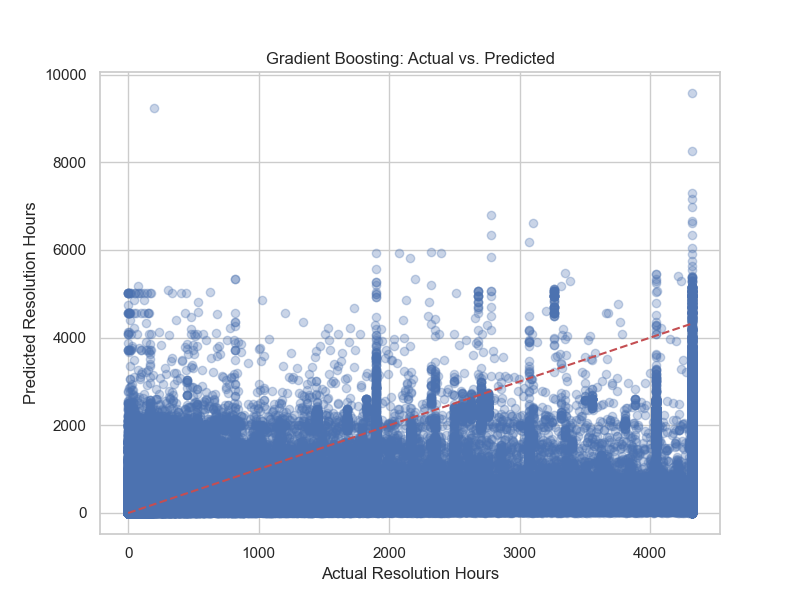 Gradient Boosting: Actual vs. Predicted
10000
8000
6000
4000
2000
0
Predicted Resolution Hours
0 1000 2000 3000 4000
Actual Resolution Hours